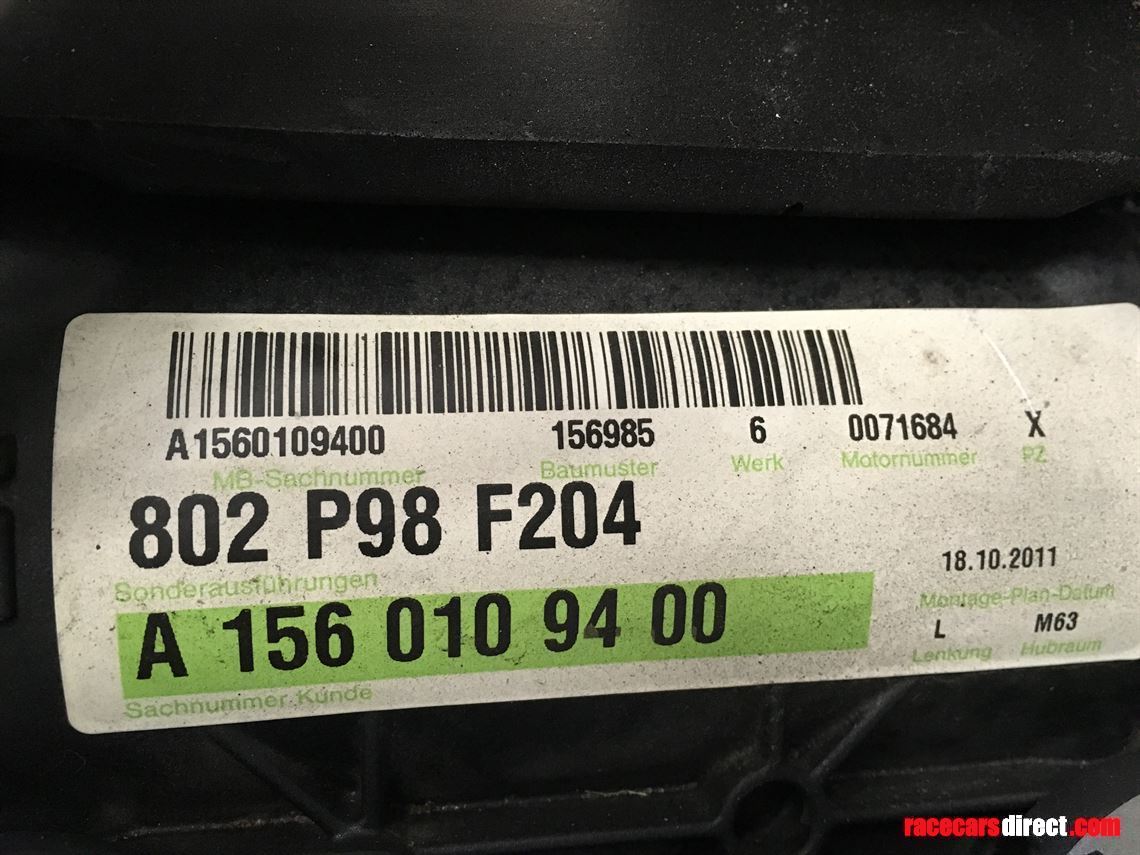 A1560109400 156985 6 0071684 X
MB-Sachnummer Baumuster Werk Motornummer PZ
802 P98 F204
Sonderausführungen
18.10.2011
Montage-Plan-Datum
A 156 010 94 00
L M63
Lenkung Hubraum
Sachnummer Kunde
racecarsdirect.com